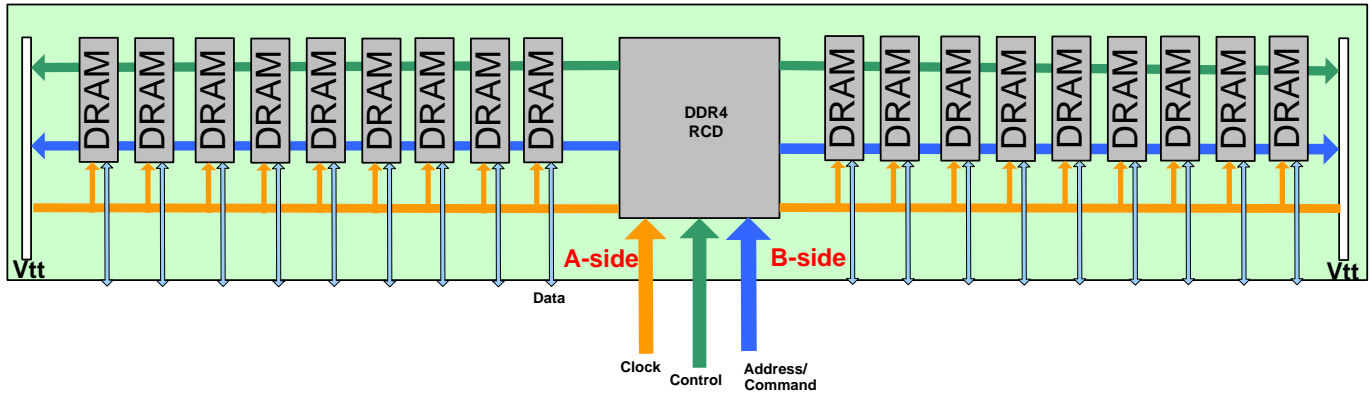 DRAM
DRAM
DRAM
DRAM
DRAM
DRAM
DRAM
DRAM
DRAM
DDR4
RCD
DRAM
DRAM
DRAM
DRAM
DRAM
DRAM
DRAM
DRAM
DRAM
Vtt
A-side
B-side
Vtt
Data
Clock
Control
Address/
Command